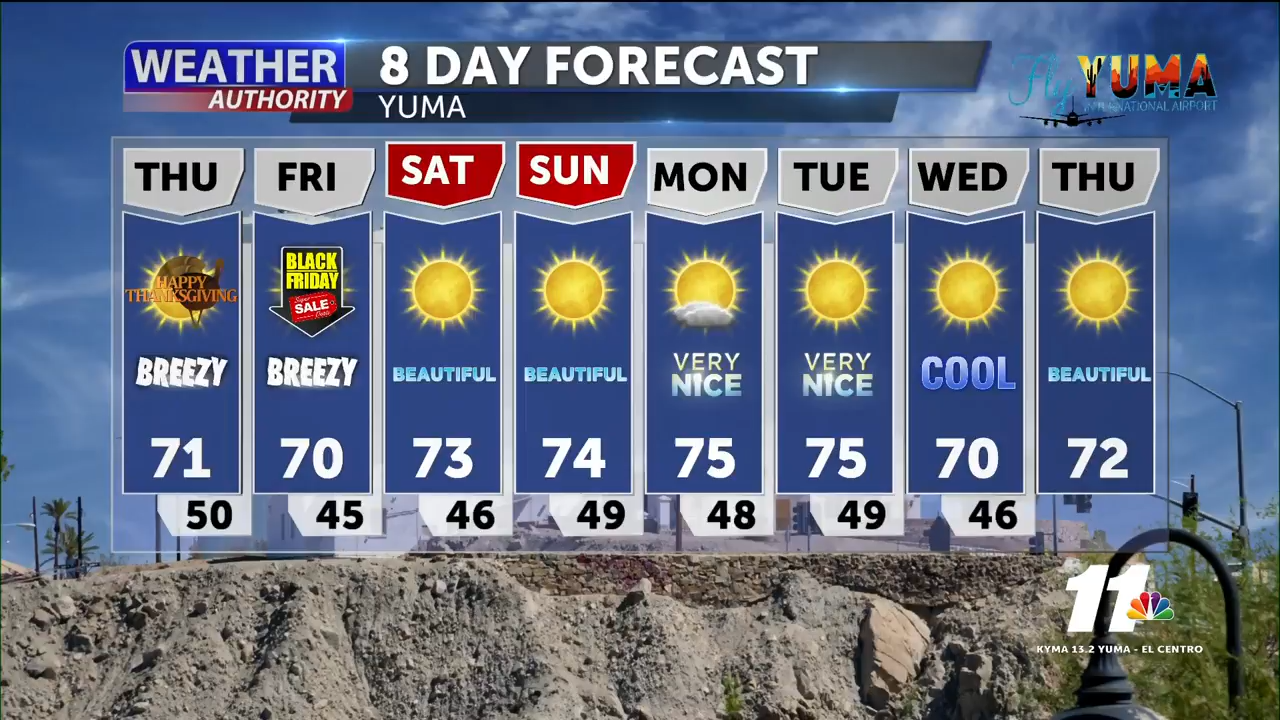 WEATHER
AUTHORITY
8 DAY FORECAST
YUMA
Fly YUMA
INTERNATIONAL AIRPORT
THU
FRI
SAT
SUN
MON
TUE
WED
THU
HAPPY
THANKSGIVING
BLACK
FRIDAY
Super
SALE
BREEZY
BREEZY
BEAUTIFUL
BEAUTIFUL
VERY
NICE
VERY
NICE
COOL
BEAUTIFUL
71
70
73
74
75
75
70
72
50
45
46
49
48
49
46
11
KYMA 13.2 YUMA - EL CENTRO